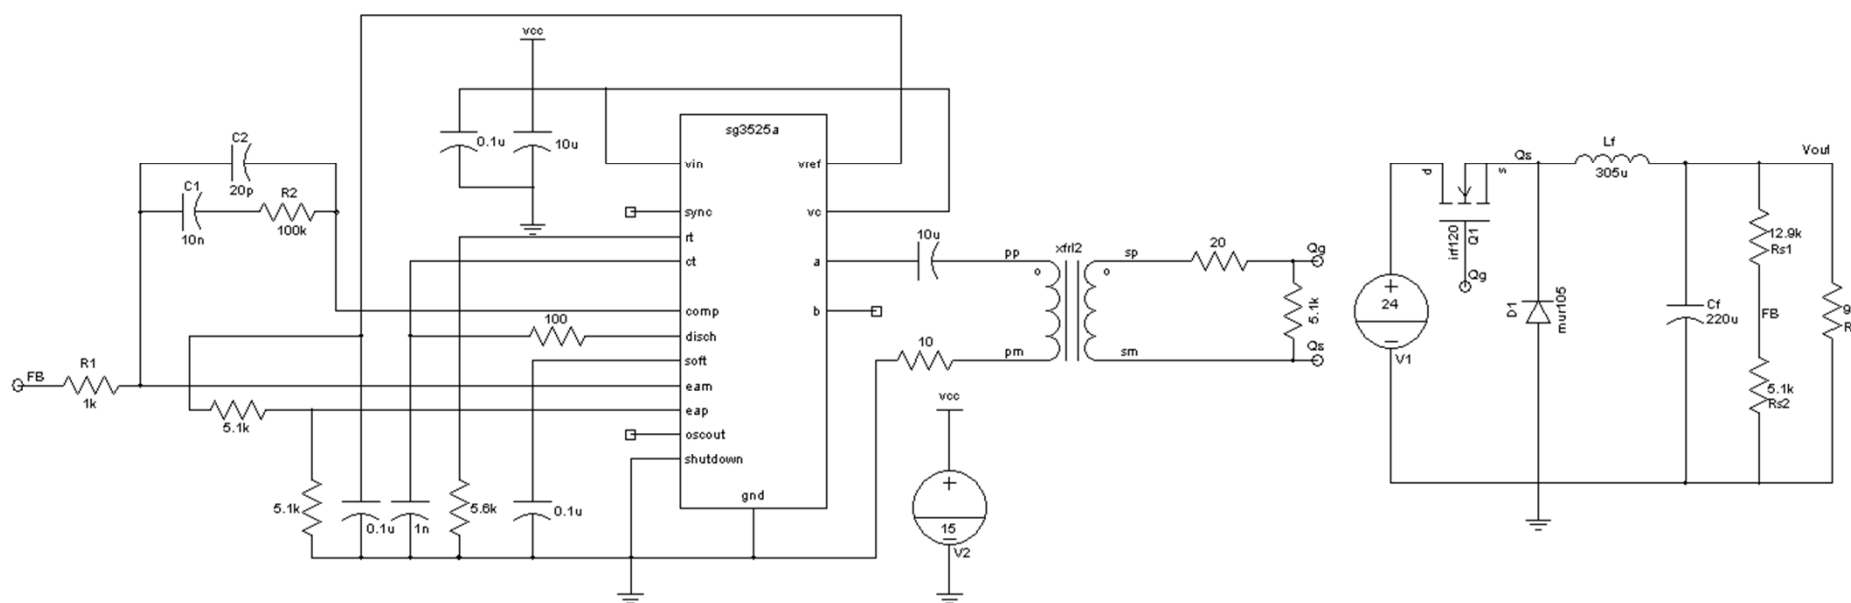 vcc
sg3525a
0.1u
10u
vin
vref
C2
20p
C1
10n
R2
100k
sync
vc
rt
ct
a
10u
pp
xfrl2
sp
20
Qg
o
o
comp
b
5.1k
100
disch
soft
10
pm
sm
Qs
FB
R1
1k
eam
eap
5.1k
oscout
shutdown
gnd
5.1k
0.1u
1n
5.6k
0.1u
vcc
+
15
V2
d
s
Qs
Lf
305u
Vout
irf120
Q1
Qg
12.9k
Rs1
+
24
V1
D1
mur105
Cf
220u
FB
9
R
5.1k
Rs2